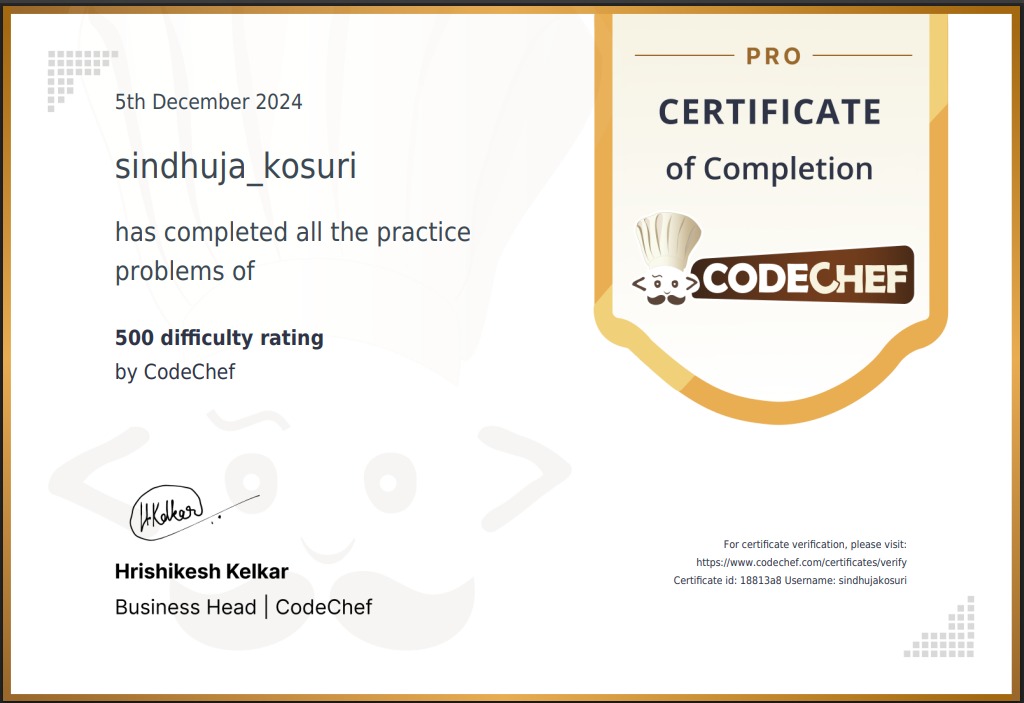 5th December 2024
sindhuja_kosuri
has completed all the practice
problems of
500 difficulty rating
by CodeChef
H.Kelkar
Hrishikesh Kelkar
Business Head | CodeChef
PRO
CERTIFICATE
of Completion
CODECHEF
For certificate verification, please visit:
https://www.codechef.com/certificates/verify
Certificate id: 18813a8 Username: sindhujakosuri